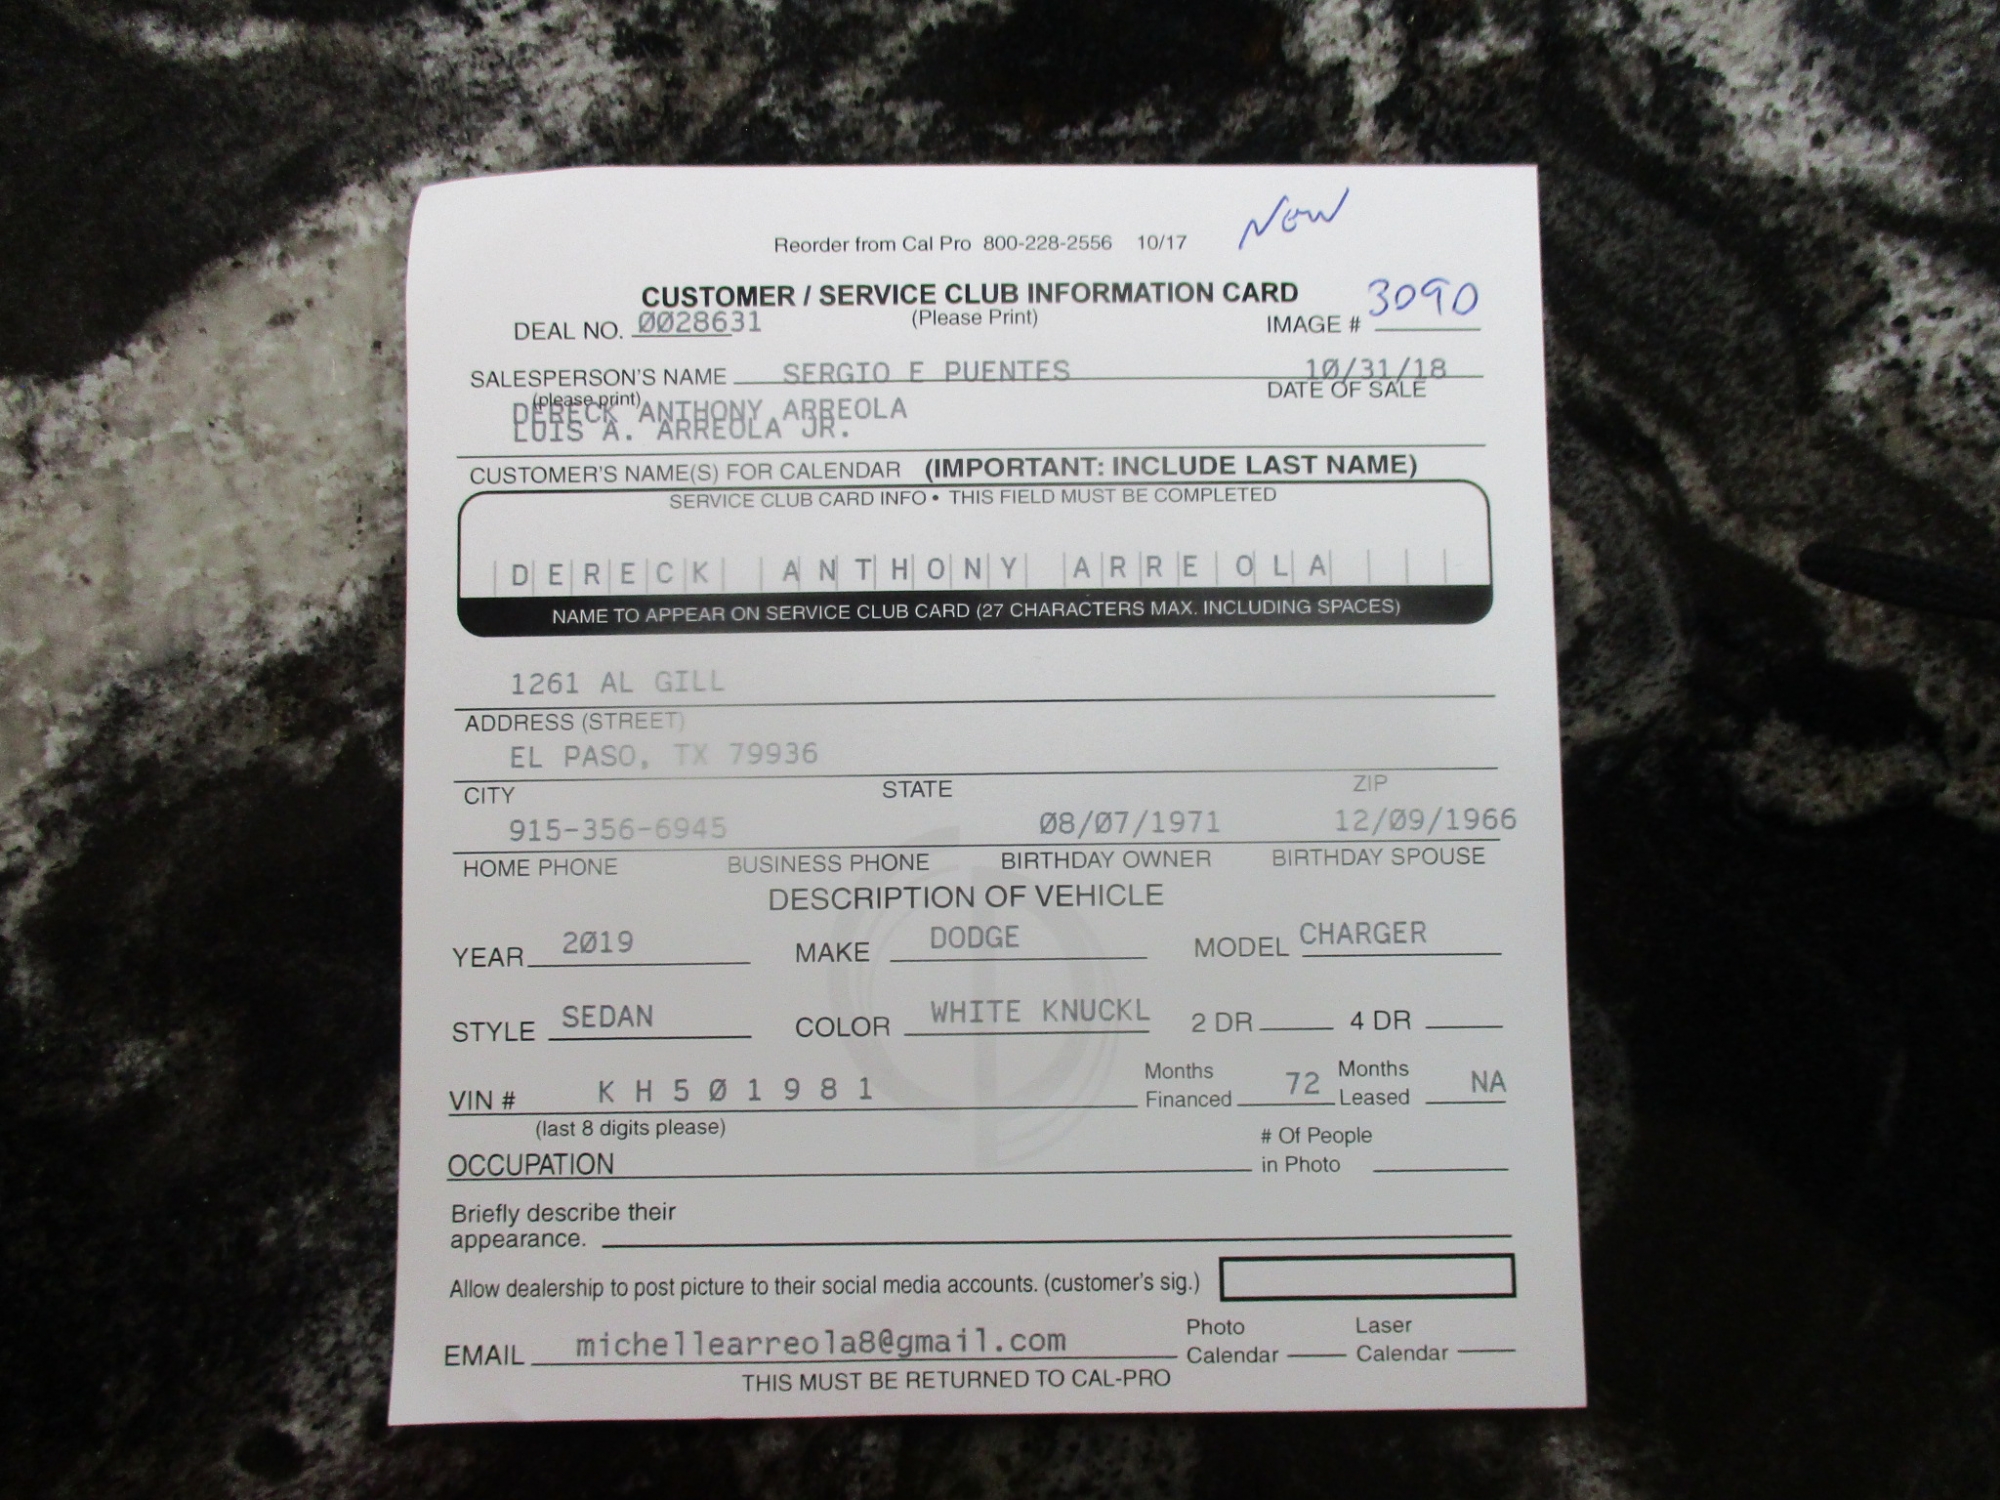 NEW
Reorder from Cal Pro 800-228-2556 10/17
CUSTOMER / SERVICE CLUB INFORMATION CARD
(Please Print)
DEAL NO. 0028631 IMAGE # 3090
SALESPERSON'S NAME SERGIO E PUENTES 10/31/18
(please print) DATE OF SALE
DERECK ANTHONY ARREOLA
LUIS A. ARREOLA JR.
CUSTOMER'S NAME(S) FOR CALENDAR (IMPORTANT: INCLUDE LAST NAME)
SERVICE CLUB CARD INFO • THIS FIELD MUST BE COMPLETED
DERECK ANTHONY ARREOLA
NAME TO APPEAR ON SERVICE CLUB CARD (27 CHARACTERS MAX. INCLUDING SPACES)
1261 AL GILL
ADDRESS (STREET)
EL PASO, TX 79936
CITY STATE ZIP
915-356-6945 08/07/1971 12/09/1966
HOME PHONE BUSINESS PHONE BIRTHDAY OWNER BIRTHDAY SPOUSE
DESCRIPTION OF VEHICLE
YEAR 2019 MAKE DODGE MODEL CHARGER
STYLE SEDAN COLOR WHITE KNUCKL 2 DR 4 DR
VIN # K H 5 0 1 9 8 1 Months Financed 72 Months Leased NA
(last 8 digits please)
OCCUPATION # Of People in Photo
Briefly describe their
appearance.
Allow dealership to post picture to their social media accounts. (customer's sig.)
EMAIL michellearreola8@gmail.com Photo Calendar Laser Calendar
THIS MUST BE RETURNED TO CAL-PRO